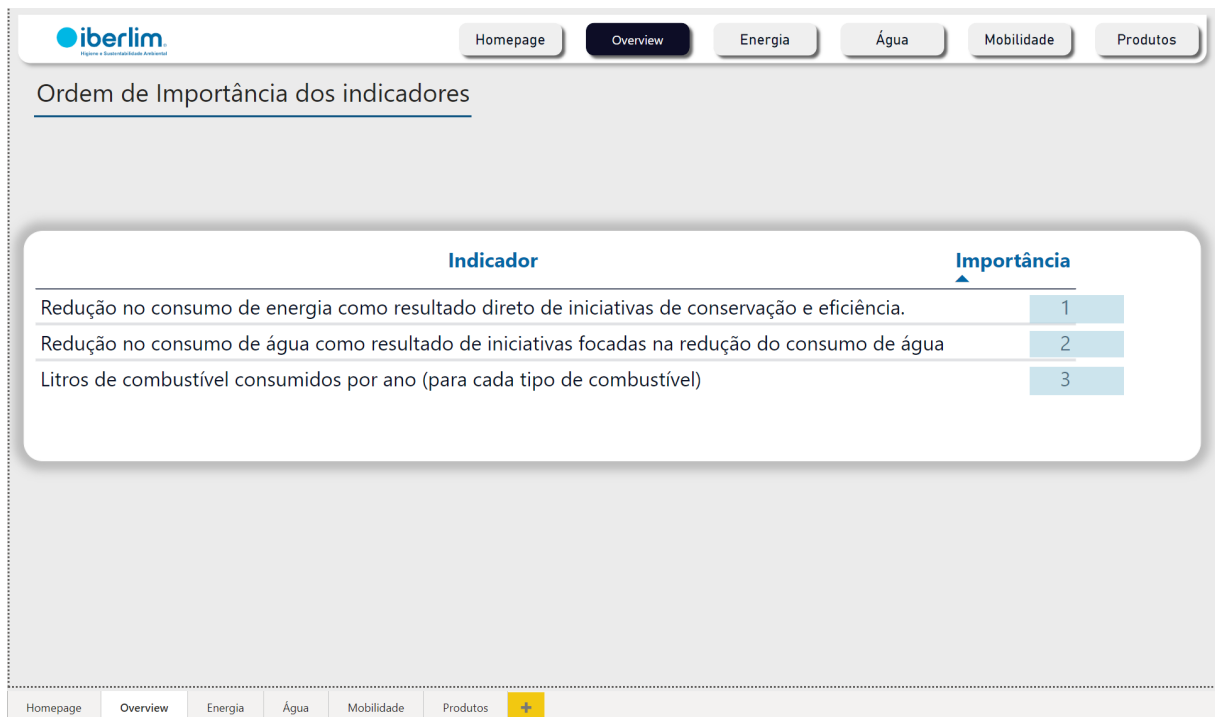 iberlim.
Higiene e Sustentabilidade Ambiental
Homepage Overview Energia Água Mobilidade Produtos
Ordem de Importância dos indicadores
Indicador Importância
Redução no consumo de energia como resultado direto de iniciativas de conservação e eficiência. 1
Redução no consumo de água como resultado de iniciativas focadas na redução do consumo de água 2
Litros de combustível consumidos por ano (para cada tipo de combustível) 3
Homepage Overview Energia Água Mobilidade Produtos +